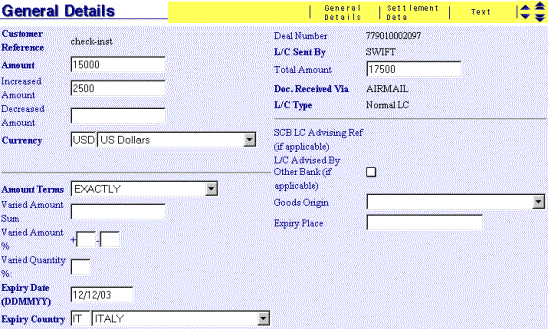 General Details
General Details
Settlement Data
Text
Customer Reference check-inst
Deal Number 779010002097
L/C Sent By SWIFT
Amount 15000
Total Amount 17500
Increased Amount 2500
Doc. Received Via AIRMAIL
Decreased Amount
L/C Type Normal LC
Currency USD US Dollars
SCB LC Advising Ref (if applicable)
L/C Advised By Other Bank (if applicable)
Amount Terms EXACTLY
Goods Origin
Varied Amount Sum
Expiry Place
Varied Amount % + -
Varied Quantity %:
Expiry Date (DDMMYY) 12/12/03
Expiry Country IT ITALY